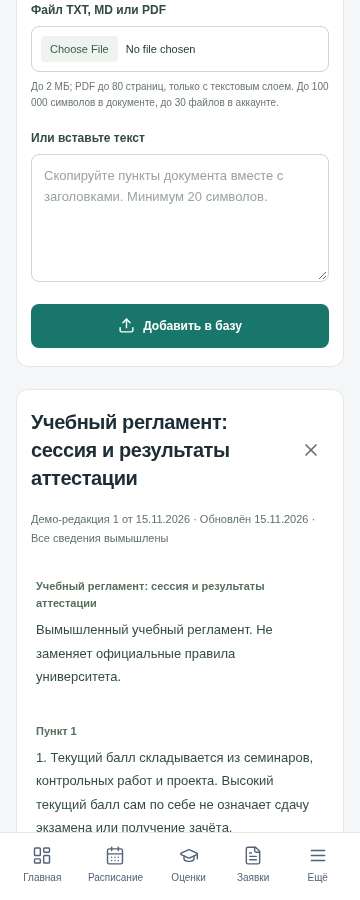 Файл TXT, MD или PDF
Choose File No file chosen
До 2 МБ; PDF до 80 страниц, только с текстовым слоем. До 100
000 символов в документе, до 30 файлов в аккаунте.
Или вставьте текст
Скопируйте пункты документа вместе с
заголовками. Минимум 20 символов.
Добавить в базу
Учебный регламент:
сессия и результаты
аттестации
Демо-редакция 1 от 15.11.2026 · Обновлён 15.11.2026 ·
Все сведения вымышлены
Учебный регламент: сессия и результаты
аттестации
Вымышленный учебный регламент. Не
заменяет официальные правила
университета.
Пункт 1
1. Текущий балл складывается из семинаров,
контрольных работ и проекта. Высокий
текущий балл сам по себе не означает сдачу
экзамена или получение зачёта.
Главная Расписание Оценки Заявки Ещё